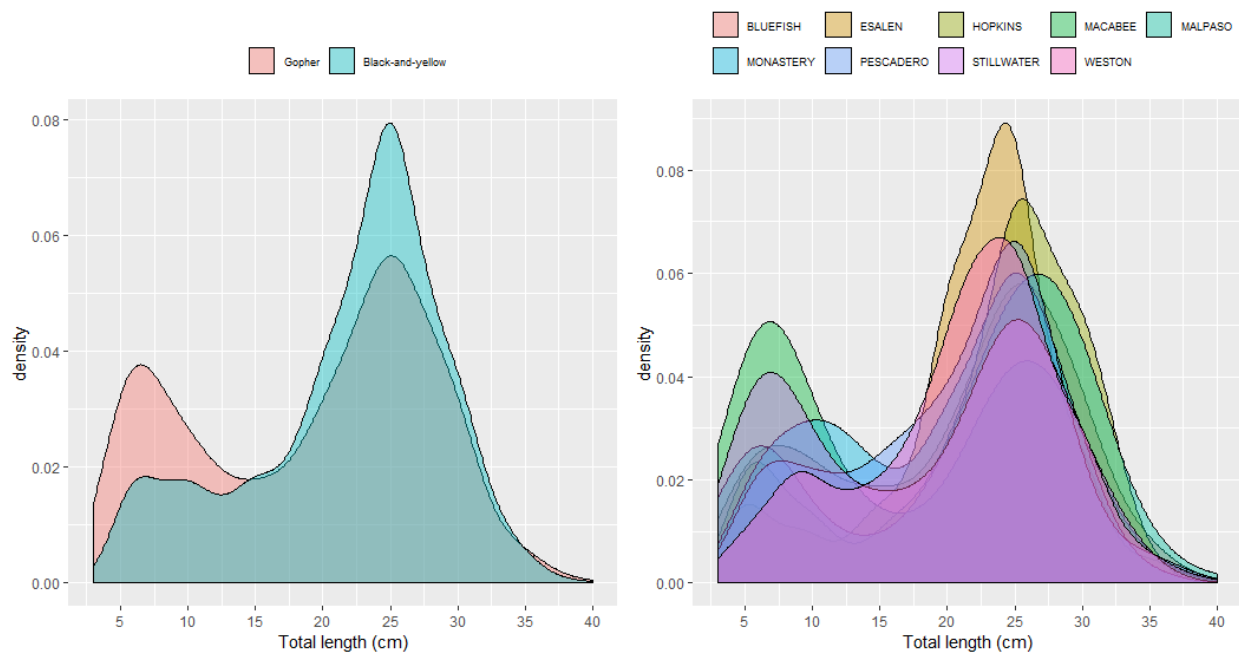 Gopher Black-and-yellow
0.08
0.06
0.04
0.02
0.00
density
5 10 15 20 25 30 35 40
Total length (cm)
BLUEFISH ESALEN HOPKINS MACABEE MALPASO
MONASTERY PESCADERO STILLWATER WESTON
0.08
0.06
0.04
0.02
0.00
density
5 10 15 20 25 30 35 40
Total length (cm)